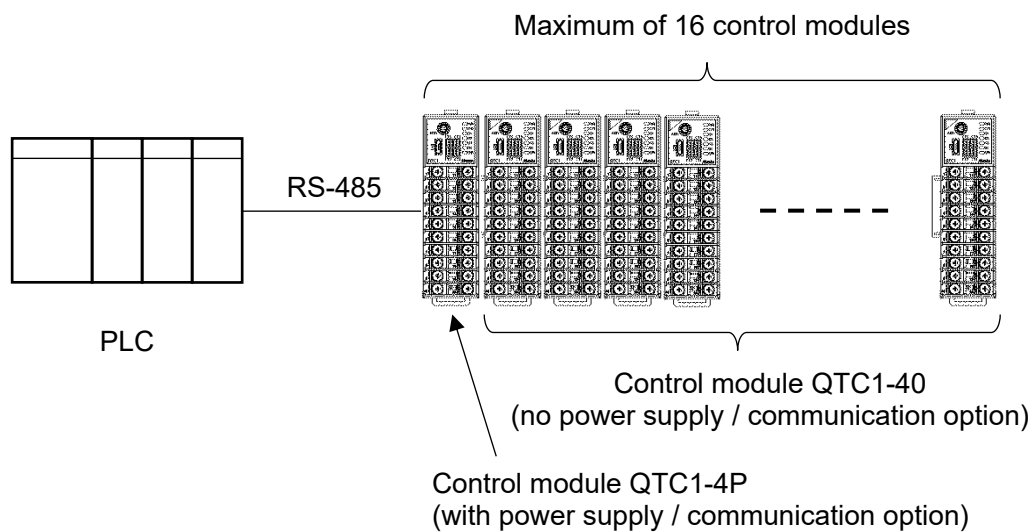 Maximum of 16 control modules
RS-485
PLC
Control module QTC1-40
(no power supply / communication option)
Control module QTC1-4P
(with power supply / communication option)